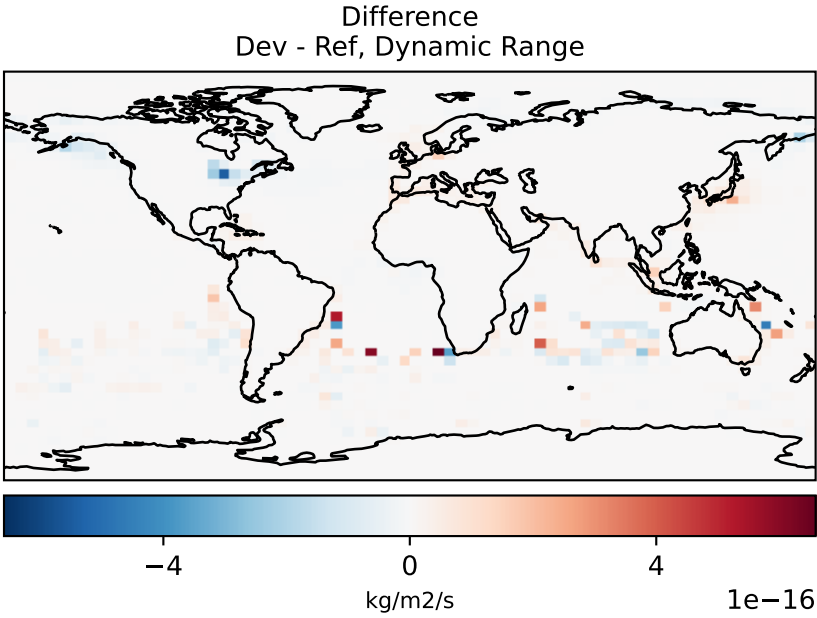 Difference
Dev - Ref, Dynamic Range
−4 0 4
kg/m2/s 1e−16